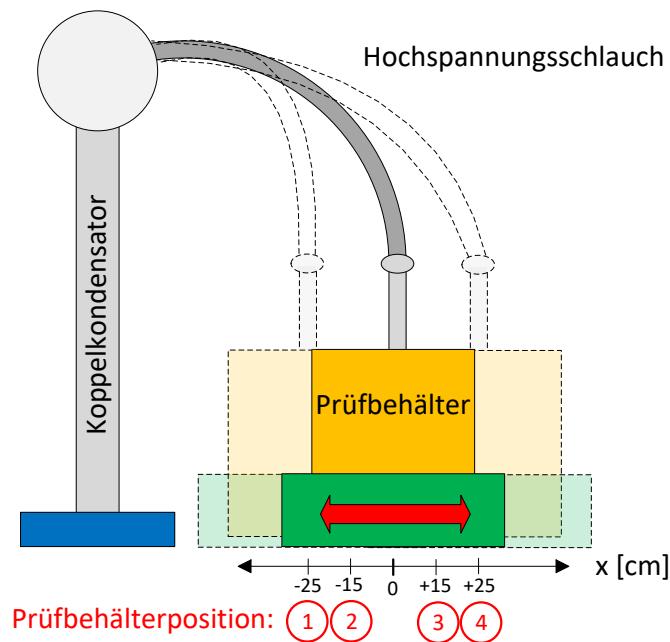 Hochspannungsschlauch
Koppelkondensator
Prüfbehälter
x [cm]
-25 -15 0 +15 +25
Prüfbehälterposition: 1 2 3 4